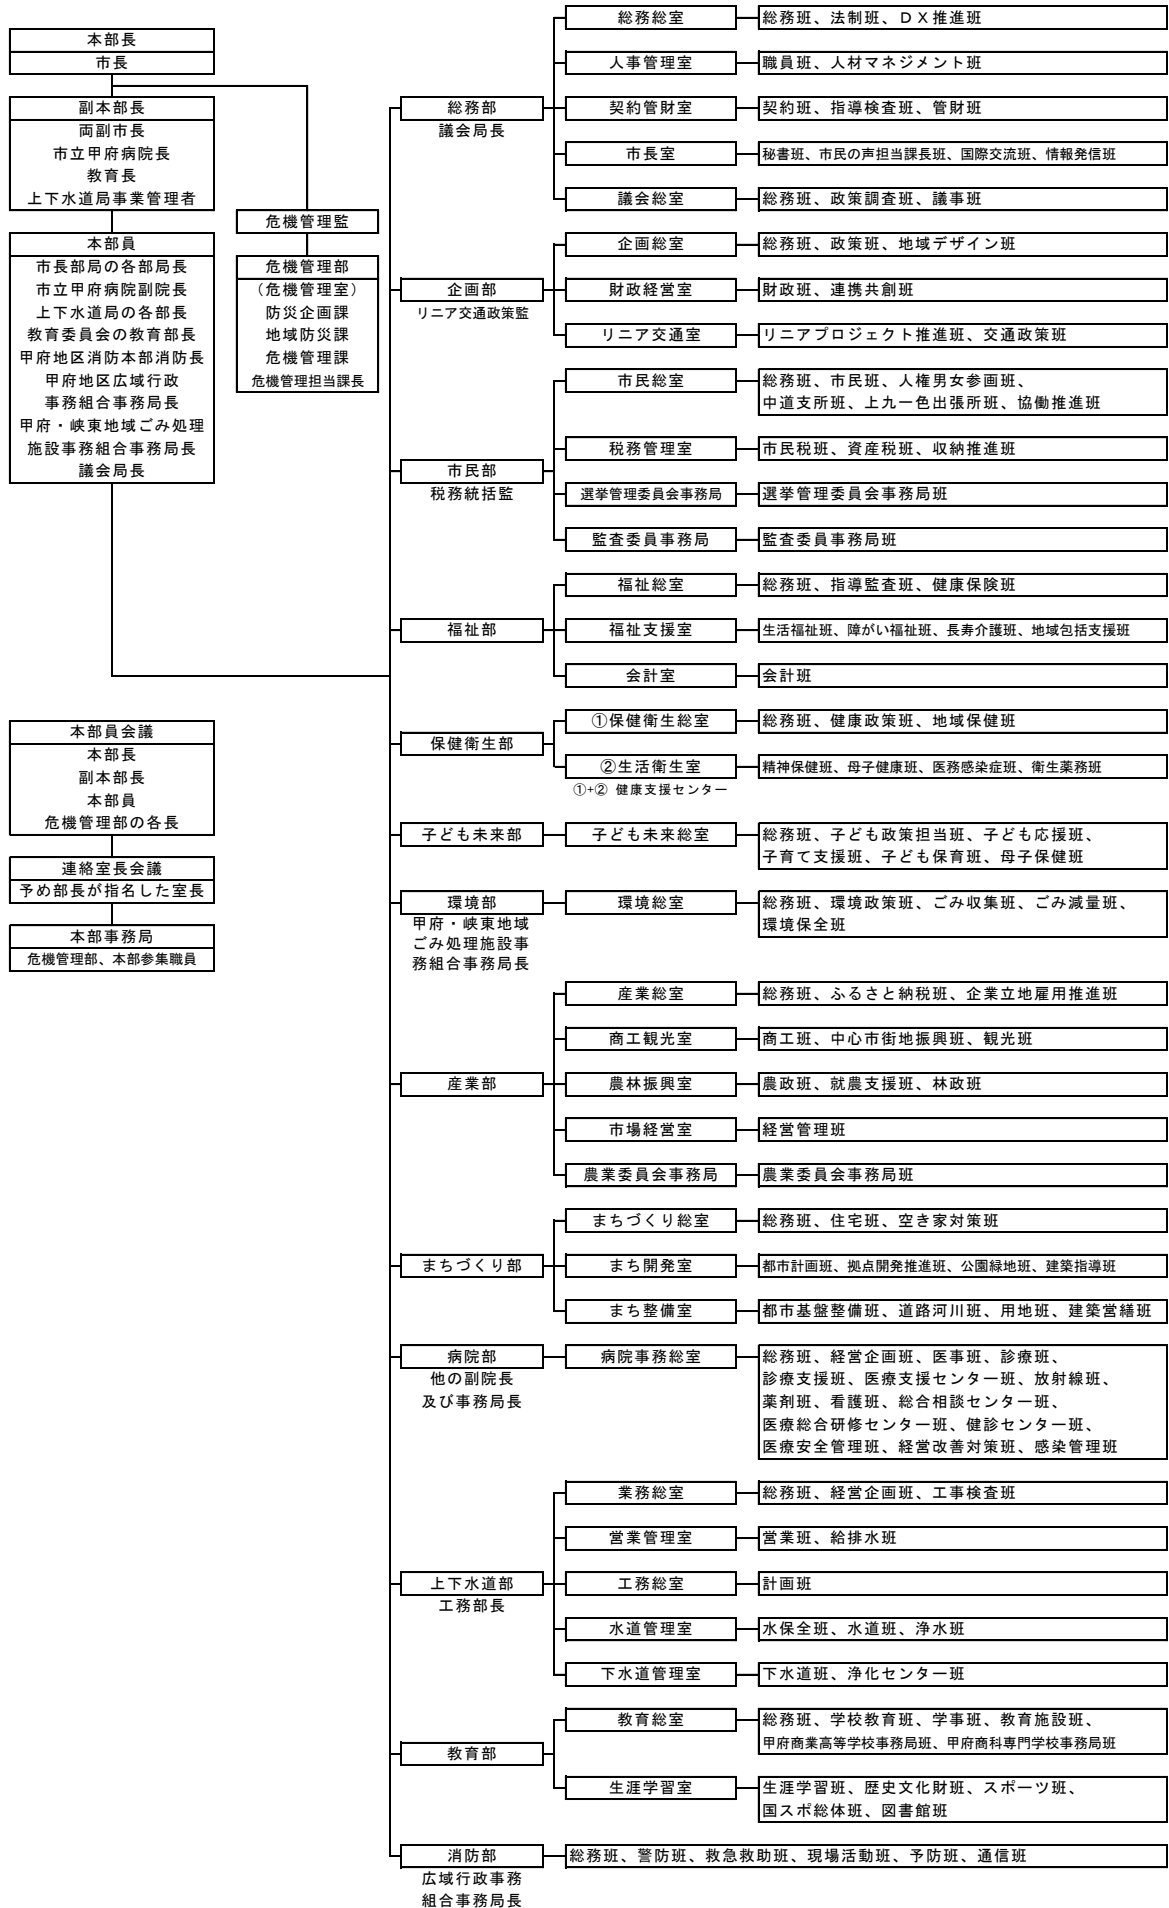 本部長
市長
副本部長
両副市長
市立甲府病院長
教育長
上下水道局事業管理者
本部員
市長部局の各部局長
市立甲府病院副院長
上下水道局の各部長
教育委員会の教育部長
甲府地区消防本部消防長
甲府地区広域行政
事務組合事務局長
甲府・峡東地域ごみ処理
施設事務組合事務局長
議会局長
危機管理監
危機管理部
（危機管理室）
防災企画課
地域防災課
危機管理課
危機管理担当課長
本部員会議
本部長
副本部長
本部員
危機管理部の各長
連絡室長会議
予め部長が指名した室長
本部事務局
危機管理部、本部参集職員
総務部
議会局長
総務総室
総務班、法制班、ＤＸ推進班
人事管理室
職員班、人材マネジメント班
契約管財室
契約班、指導検査班、管財班
市長室
秘書班、市民の声担当課長班、国際交流班、情報発信班
議会総室
総務班、政策調査班、議事班
企画部
リニア交通政策監
企画総室
総務班、政策班、地域デザイン班
財政経営室
財政班、連携共創班
リニア交通室
リニアプロジェクト推進班、交通政策班
市民部
税務統括監
市民総室
総務班、市民班、人権男女参画班、
中道支所班、上九一色出張所班、協働推進班
税務管理室
市民税班、資産税班、収納推進班
選挙管理委員会事務局
選挙管理委員会事務局班
監査委員事務局
監査委員事務局班
福祉部
福祉総室
総務班、指導監査班、健康保険班
福祉支援室
生活福祉班、障がい福祉班、長寿介護班、地域包括支援班
会計室
会計班
保健衛生部
①保健衛生総室
総務班、健康政策班、地域保健班
②生活衛生室
精神保健班、母子健康班、医務感染症班、衛生薬務班
①+② 健康支援センター
子ども未来部
子ども未来総室
総務班、子ども政策担当班、子ども応援班、
子育て支援班、子ども保育班、母子保健班
環境部
甲府・峡東地域
ごみ処理施設事
務組合事務局長
環境総室
総務班、環境政策班、ごみ収集班、ごみ減量班、
環境保全班
産業部
産業総室
総務班、ふるさと納税班、企業立地雇用推進班
商工観光室
商工班、中心市街地振興班、観光班
農林振興室
農政班、就農支援班、林政班
市場経営室
経営管理班
農業委員会事務局
農業委員会事務局班
まちづくり部
まちづくり総室
総務班、住宅班、空き家対策班
まち開発室
都市計画班、拠点開発推進班、公園緑地班、建築指導班
まち整備室
都市基盤整備班、道路河川班、用地班、建築営繕班
病院部
他の副院長
及び事務局長
病院事務総室
総務班、経営企画班、医事班、診療班、
診療支援班、医療支援センター班、放射線班、
薬剤班、看護班、総合相談センター班、
医療総合研修センター班、健診センター班、
医療安全管理班、経営改善対策班、感染管理班
上下水道部
工務部長
業務総室
総務班、経営企画班、工事検査班
営業管理室
営業班、給排水班
工務総室
計画班
水道管理室
水保全班、水道班、浄水班
下水道管理室
下水道班、浄化センター班
教育部
教育総室
総務班、学校教育班、学事班、教育施設班、
甲府商業高等学校事務局班、甲府商科専門学校事務局班
生涯学習室
生涯学習班、歴史文化財班、スポーツ班、
国スポ総体班、図書館班
消防部
広域行政事務
組合事務局長
総務班、警防班、救急救助班、現場活動班、予防班、通信班